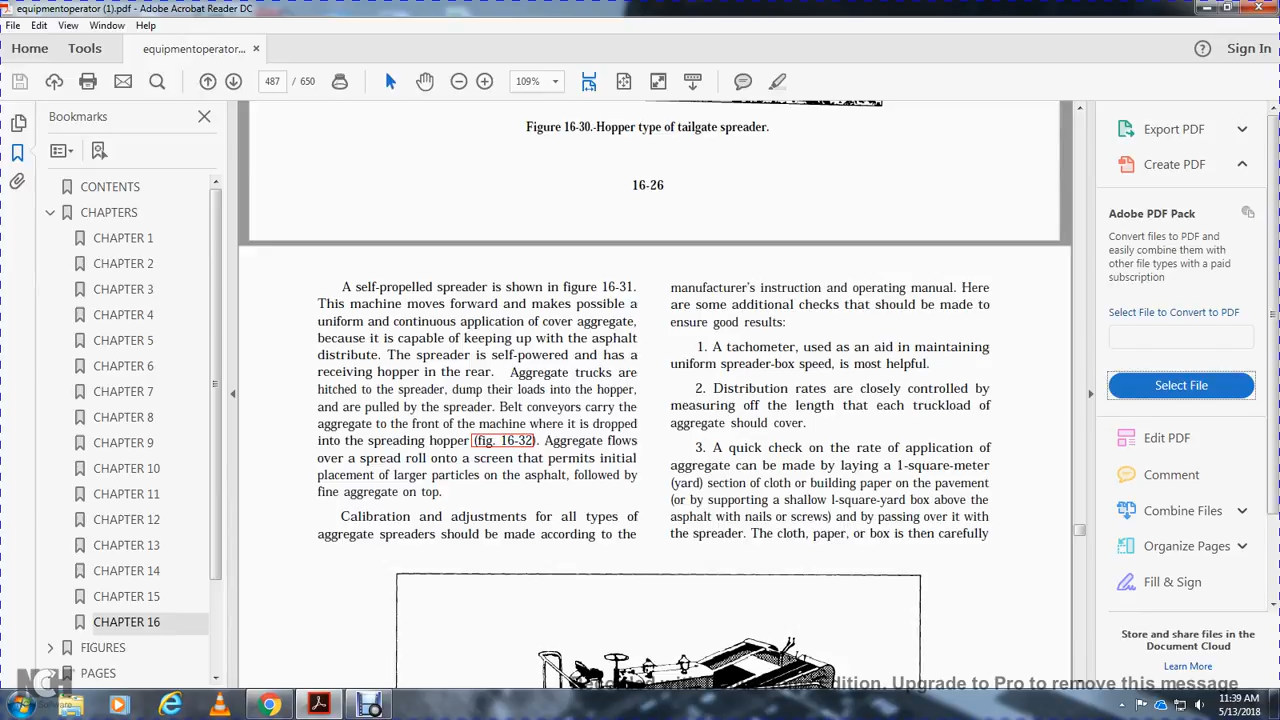 equipmentoperator (1).pdf - Adobe Acrobat Reader DC
File Edit View Window Help
Home Tools equipmentoperator... Sign In
487 / 650 109%
Bookmarks
CONTENTS
CHAPTERS
CHAPTER 1
CHAPTER 2
CHAPTER 3
CHAPTER 4
CHAPTER 5
CHAPTER 6
CHAPTER 7
CHAPTER 8
CHAPTER 9
CHAPTER 10
CHAPTER 11
CHAPTER 12
CHAPTER 13
CHAPTER 14
CHAPTER 15
CHAPTER 16
FIGURES
PAGES
Figure 16-30.-Hopper type of tailgate spreader.
16-26
A self-propelled spreader is shown in figure 16-31.
This machine moves forward and makes possible a
uniform and continuous application of cover aggregate,
because it is capable of keeping up with the asphalt
distribute. The spreader is self-powered and has a
receiving hopper in the rear. Aggregate trucks are
hitched to the spreader, dump their loads into the hopper,
and are pulled by the spreader. Belt conveyors carry the
aggregate to the front of the machine where it is dropped
into the spreading hopper (fig. 16-32). Aggregate flows
over a spread roll onto a screen that permits initial
placement of larger particles on the asphalt, followed by
fine aggregate on top.
Calibration and adjustments for all types of
aggregate spreaders should be made according to the
manufacturer's instruction and operating manual. Here
are some additional checks that should be made to
ensure good results:
1. A tachometer, used as an aid in maintaining
uniform spreader-box speed, is most helpful.
2. Distribution rates are closely controlled by
measuring off the length that each truckload of
aggregate should cover.
3. A quick check on the rate of application of
aggregate can be made by laying a 1-square-meter
(yard) section of cloth or building paper on the pavement
(or by supporting a shallow l-square-yard box above the
asphalt with nails or screws) and by passing over it with
the spreader. The cloth, paper, or box is then carefully
Export PDF
Create PDF
Adobe PDF Pack
Convert files to PDF and
easily combine them with
other file types with a paid
subscription
Select File to Convert to PDF
Select File
Edit PDF
Comment
Combine Files
Organize Pages
Fill & Sign
Store and share files in the
Document Cloud
Learn More
Edition. Upgrade to Pro to remove this message
NCH
Software
11:39 AM
5/13/2018